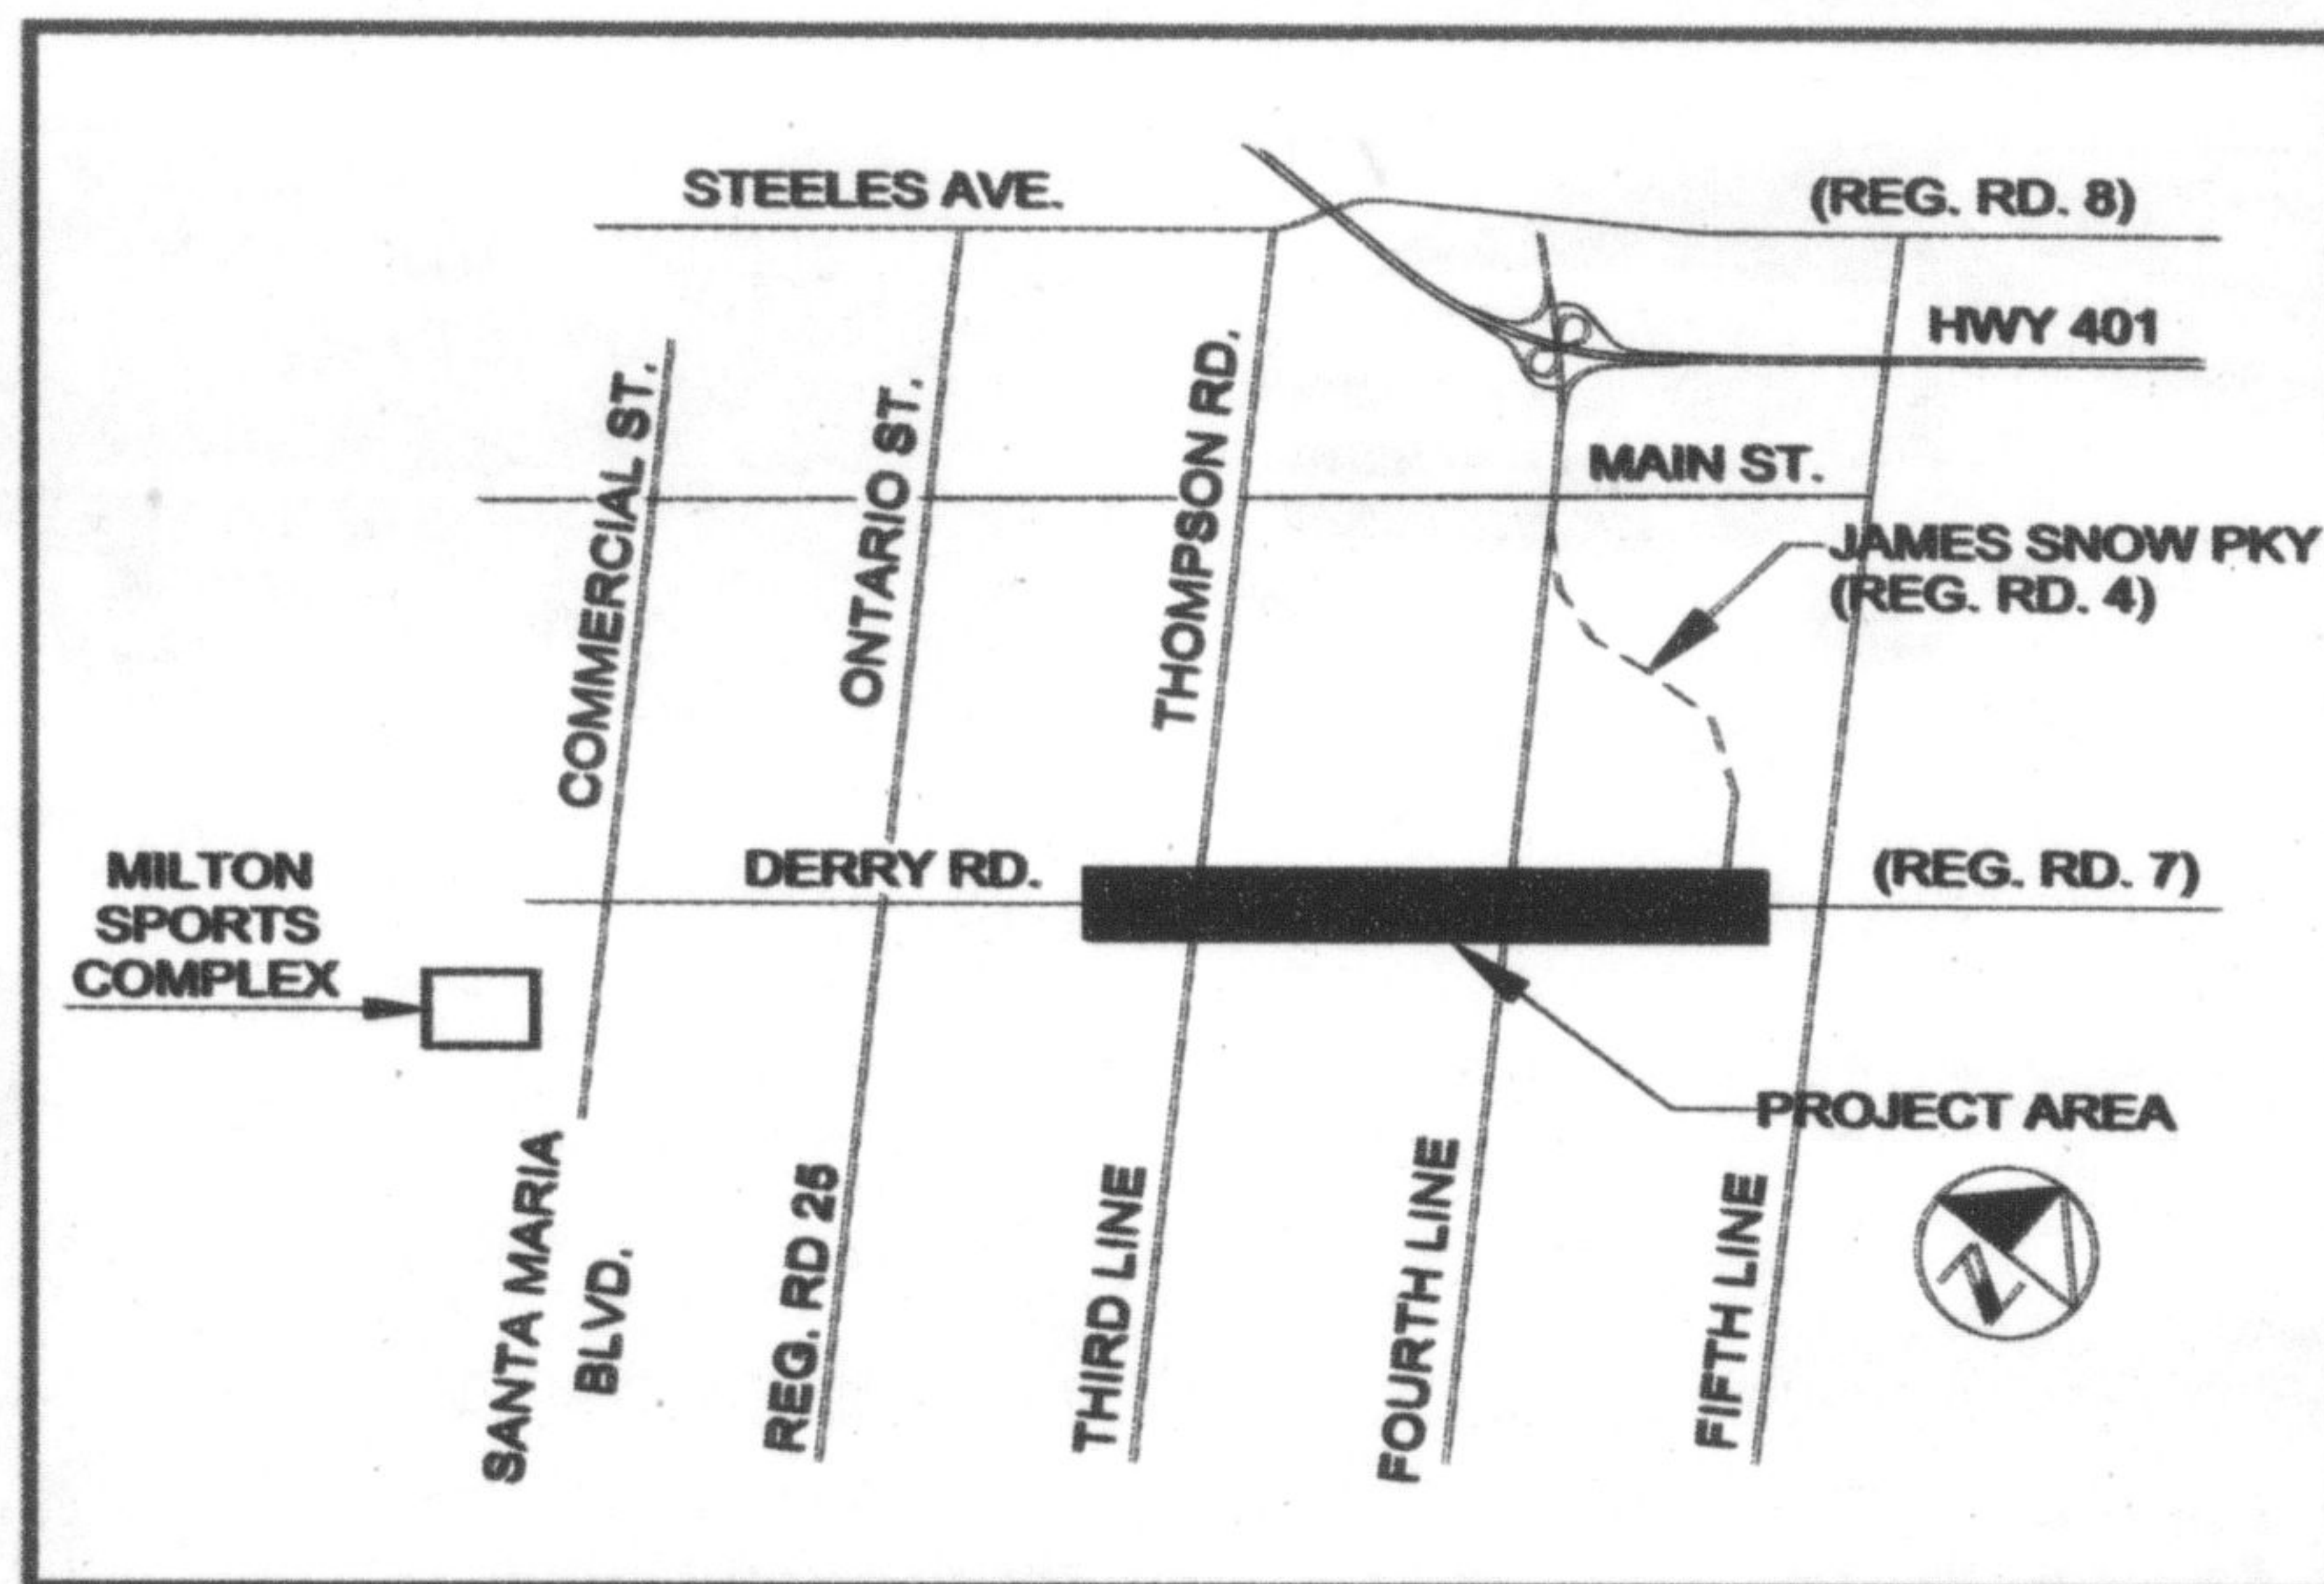 STEELES AVE.
(REG. RD. 8)
HWY 401
MAIN ST.
COMMERCIAL ST.
ONTARIO ST.
THOMPSON RD.
JAMES SNOW PKY
(REG. RD. 4)
MILTON
SPORTS
COMPLEX
DERRY RD.
(REG. RD. 7)
PROJECT AREA
SANTA MARIA
BLVD.
REG. RD 25
THIRD LINE
FOURTH LINE
FIFTH LINE
N